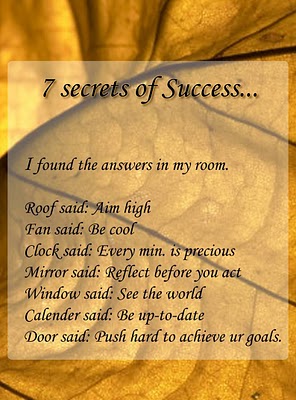 7 secrets of Success...
I found the answers in my room.
Roof said: Aim high
Fan said: Be cool
Clock said: Every min. is precious
Mirror said: Reflect before you act
Window said: See the world
Calender said: Be up-to-date
Door said: Push hard to achieve ur goals.